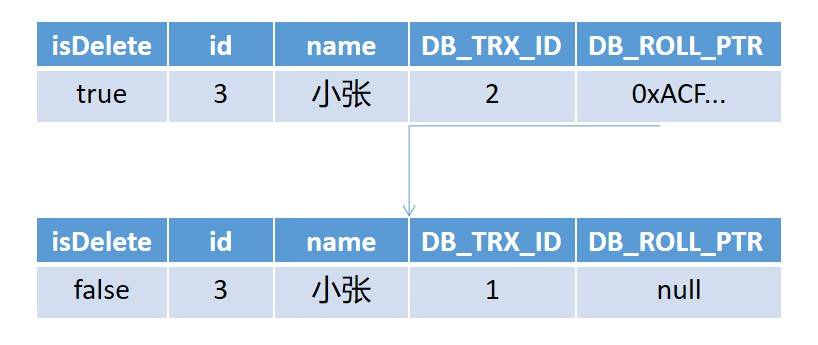 isDelete id name DB_TRX_ID DB_ROLL_PTR
true 3 小张 2 0xACF...
isDelete id name DB_TRX_ID DB_ROLL_PTR
false 3 小张 1 null